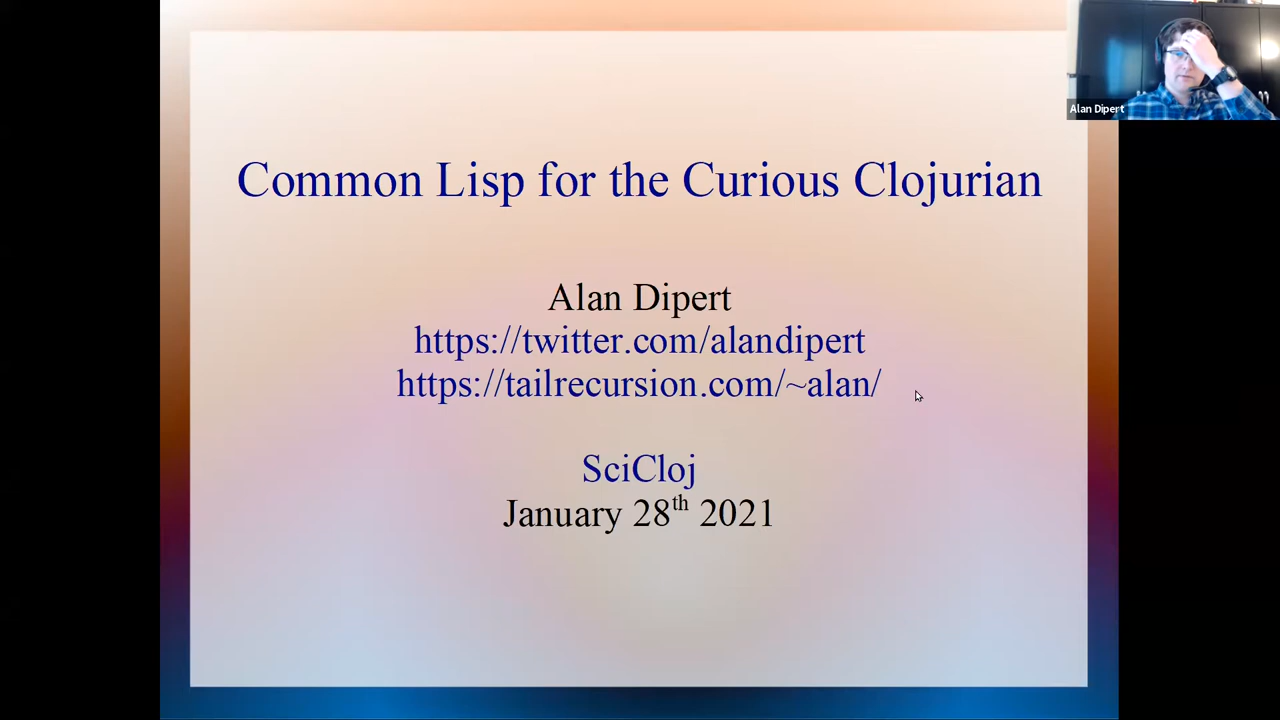 Common Lisp for the Curious Clojurian
Alan Dipert
https://twitter.com/alandipert
https://tailrecursion.com/~alan/
SciCloj
January 28th 2021
Alan Dipert